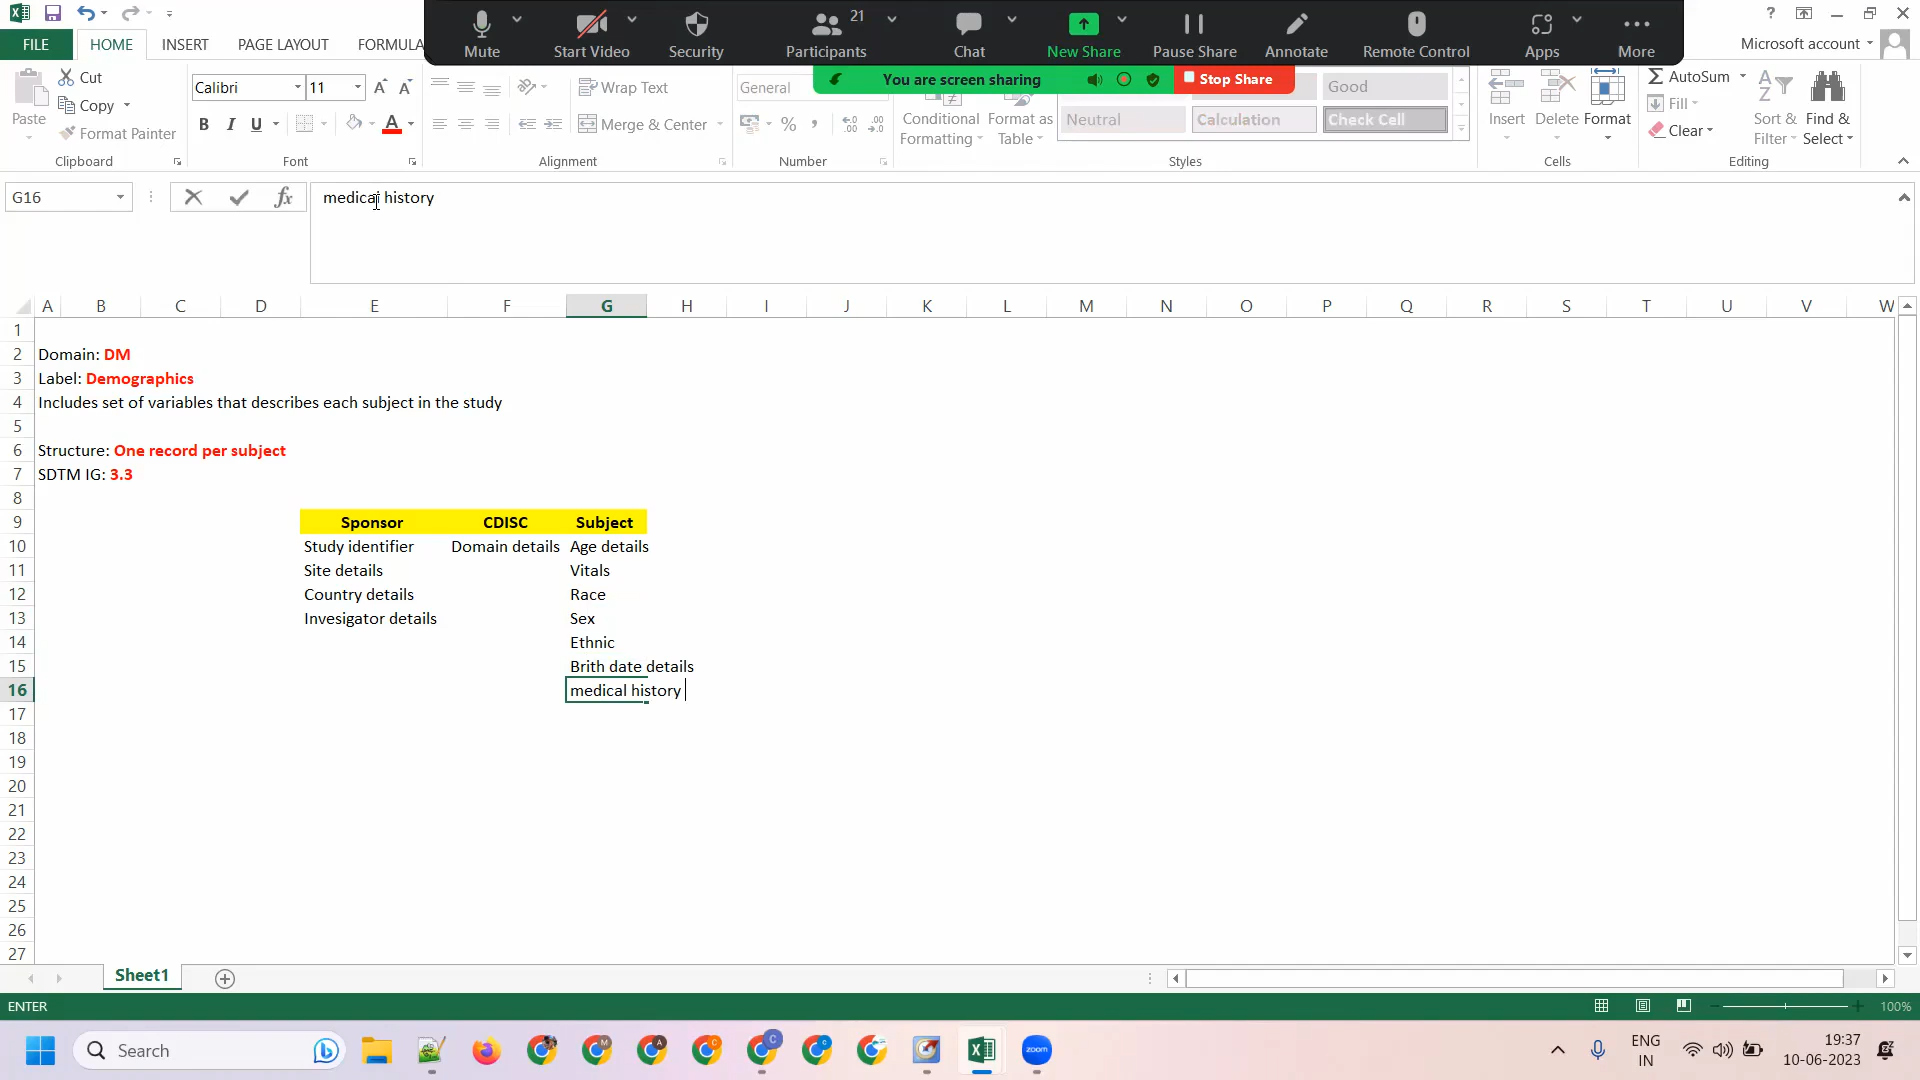 Mute
Start Video
Security
Participants
21
Chat
New Share
Pause Share
Annotate
Remote Control
Apps
More
You are screen sharing
Stop Share
FILE
HOME
INSERT
PAGE LAYOUT
FORMULA
Microsoft account
Paste
Cut
Copy
Format Painter
Clipboard
Calibri
11
B
I
U
A
Font
Wrap Text
Merge & Center
Alignment
General
%
Number
Conditional Formatting
Format as Table
Good
Neutral
Calculation
Check Cell
Styles
Insert
Delete
Format
Cells
AutoSum
Fill
Clear
Sort & Filter
Find & Select
Editing
G16
fx
medical history
A B C D E F G H I J K L M N O P Q R S T U V W
1
2 Domain: DM
3 Label: Demographics
4 Includes set of variables that describes each subject in the study
5
6 Structure: One record per subject
7 SDTM IG: 3.3
8
9 Sponsor CDISC Subject
10 Study identifier Domain details Age details
11 Site details Vitals
12 Country details Race
13 Invesigator details Sex
14 Ethnic
15 Brith date details
16 medical history
17
18
19
20
21
22
23
24
25
26
27
Sheet1
ENTER
100%
Search
zoom
ENG
IN
19:37
10-06-2023